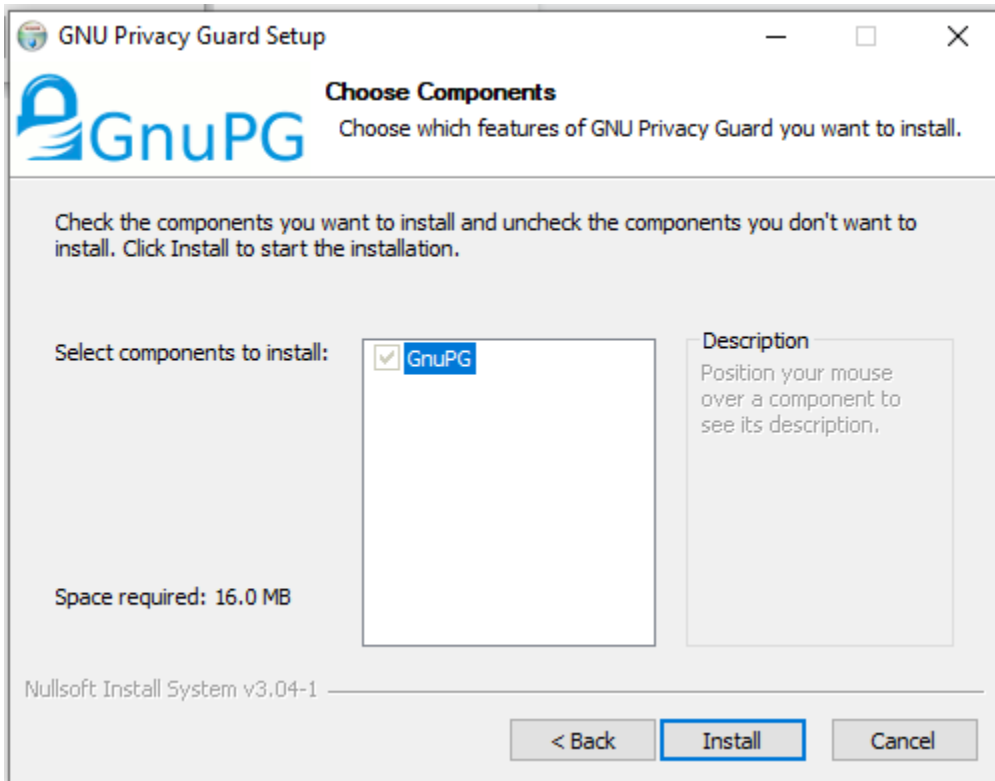 GNU Privacy Guard Setup
GnuPG
Choose Components
Choose which features of GNU Privacy Guard you want to install.
Check the components you want to install and uncheck the components you don't want to
install. Click Install to start the installation.
Select components to install:
GnuPG
Description
Position your mouse
over a component to
see its description.
Space required: 16.0 MB
Nullsoft Install System v3.04-1
< Back
Install
Cancel